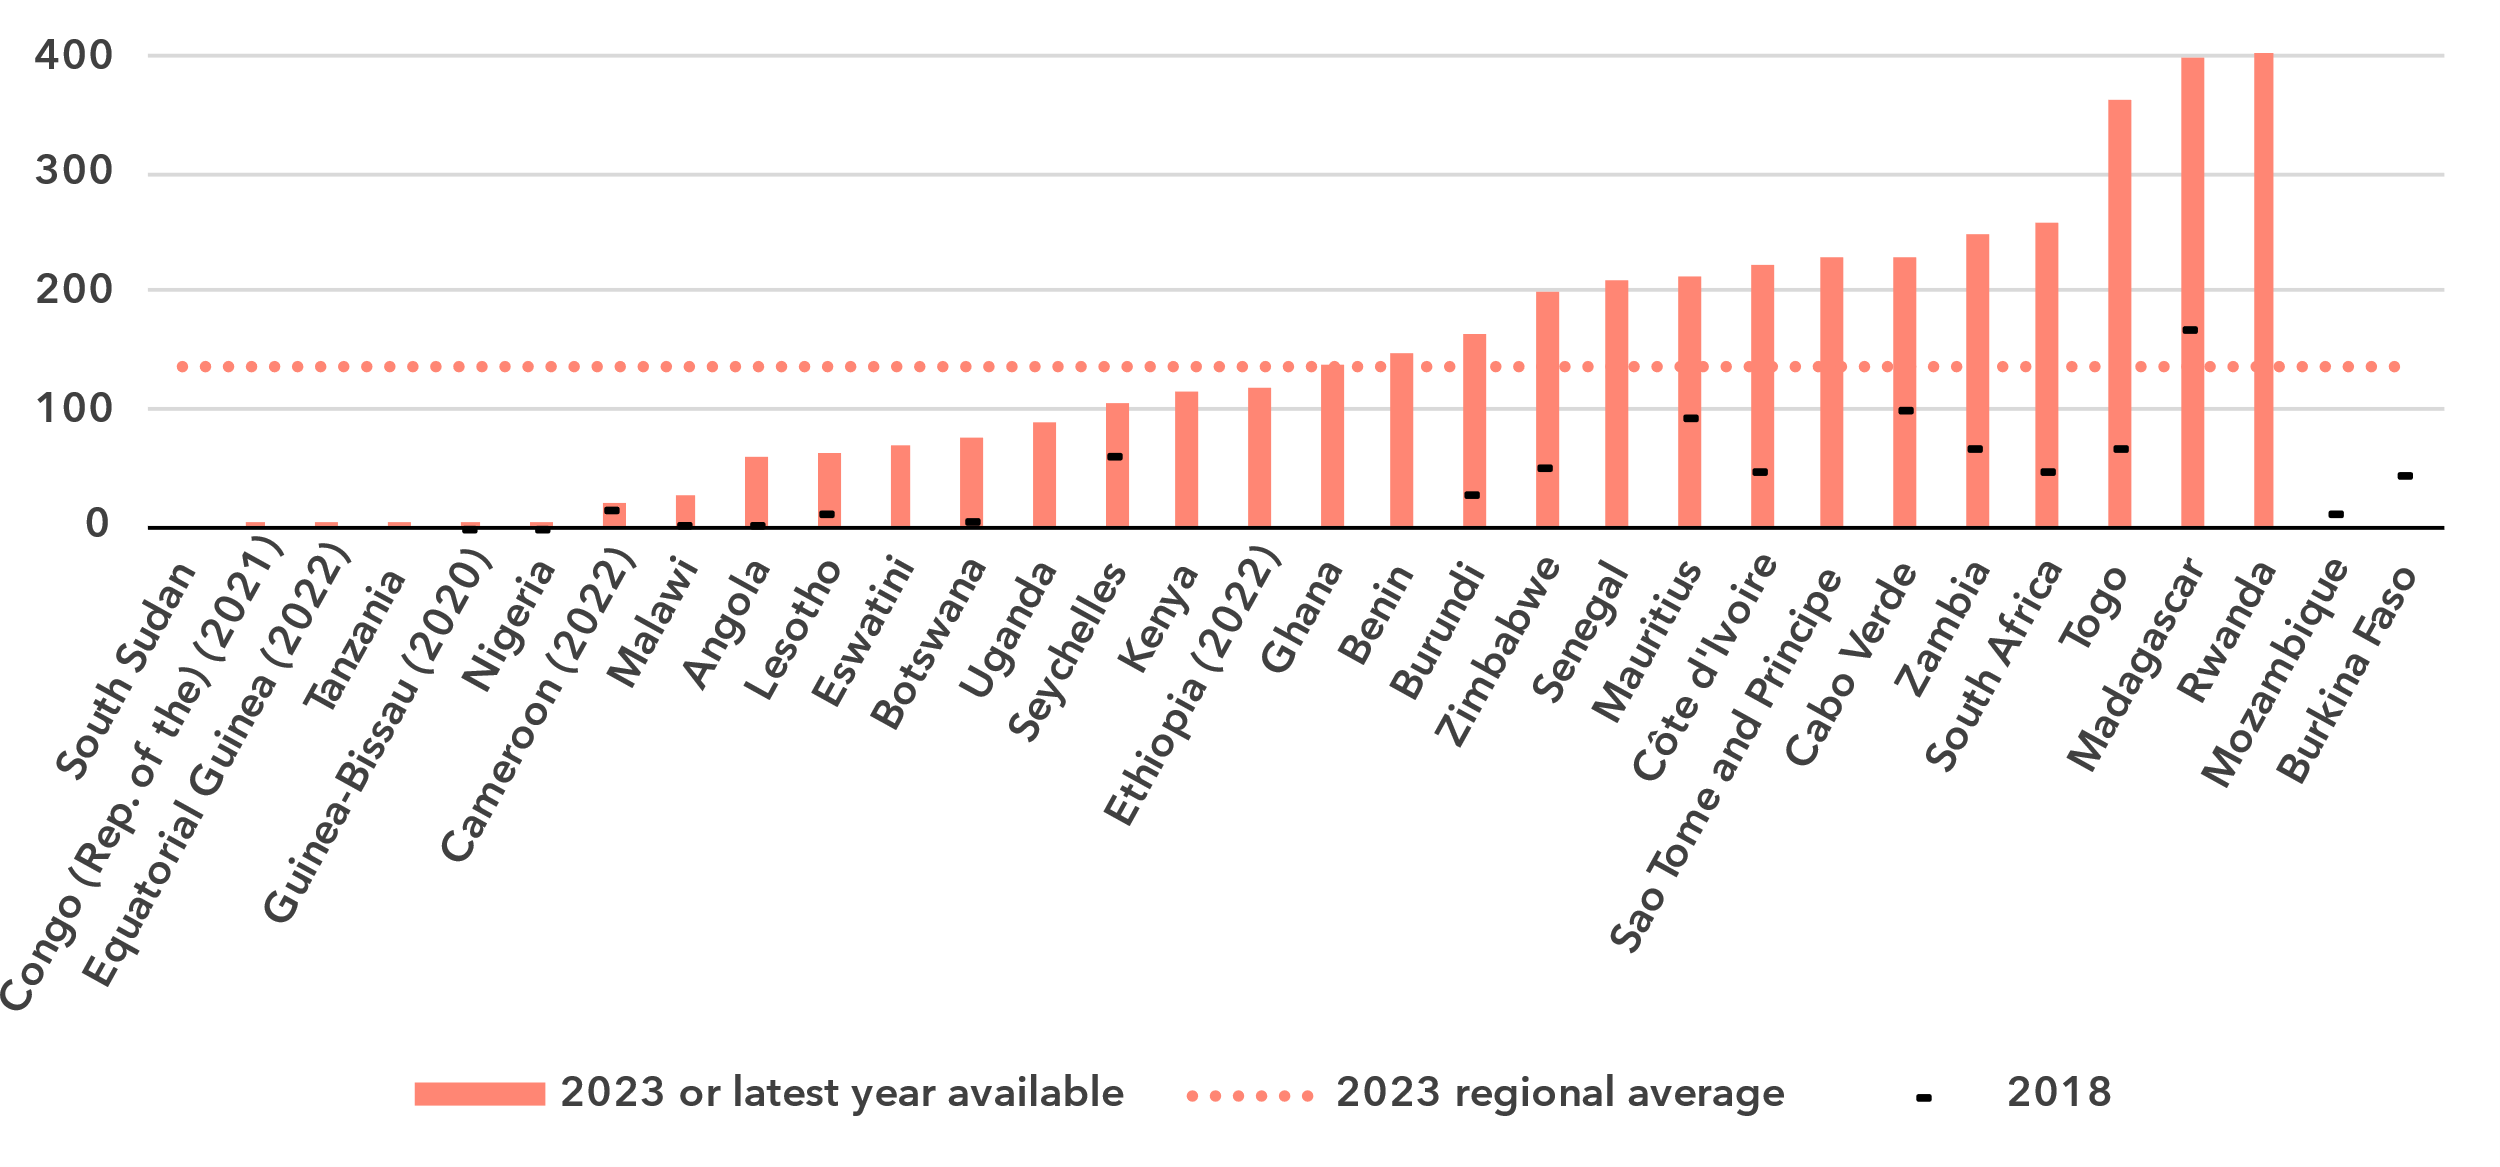 400
300
200
100
0
South Sudan
Congo (Rep. of the) (2021)
Equatorial Guinea (2022)
Tanzania
Guinea-Bissau (2020)
Nigeria
Cameroon (2022)
Malawi
Angola
Lesotho
Eswatini
Botswana
Uganda
Seychelles
Kenya
Ethiopia (2022)
Ghana
Benin
Burundi
Zimbabwe
Senegal
Mauritius
Côte d'Ivoire
Sao Tome and Principe
Cabo Verde
Zambia
South Africa
Togo
Madagascar
Rwanda
Mozambique
Burkina Faso
2023 or latest year available
2023 regional average
2018